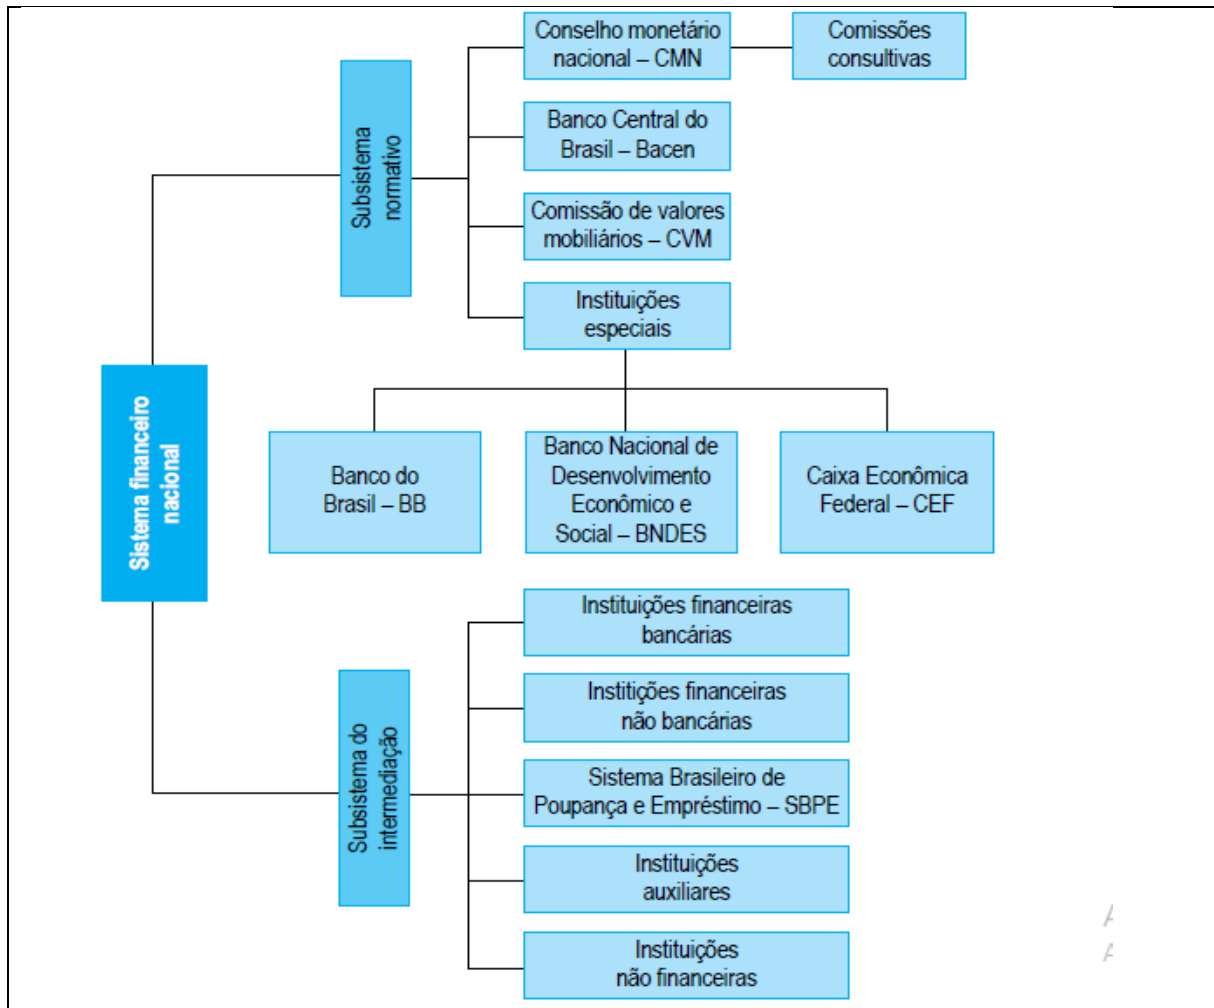 Conselho monetário
nacional – CMN
Comissões
consultivas
Banco Central do
Brasil – Bacen
Subsistema
normativo
Comissão de valores
mobiliários – CVM
Instituições
especiais
Sistema financeiro
nacional
Banco do
Brasil – BB
Banco Nacional de
Desenvolvimento
Econômico e
Social – BNDES
Caixa Econômica
Federal – CEF
Instituições financeiras
bancárias
Institições financeiras
não bancárias
Subsistema do
intermediação
Sistema Brasileiro de
Poupança e Empréstimo – SBPE
Instituições
auxiliares
Instituições
não financeiras